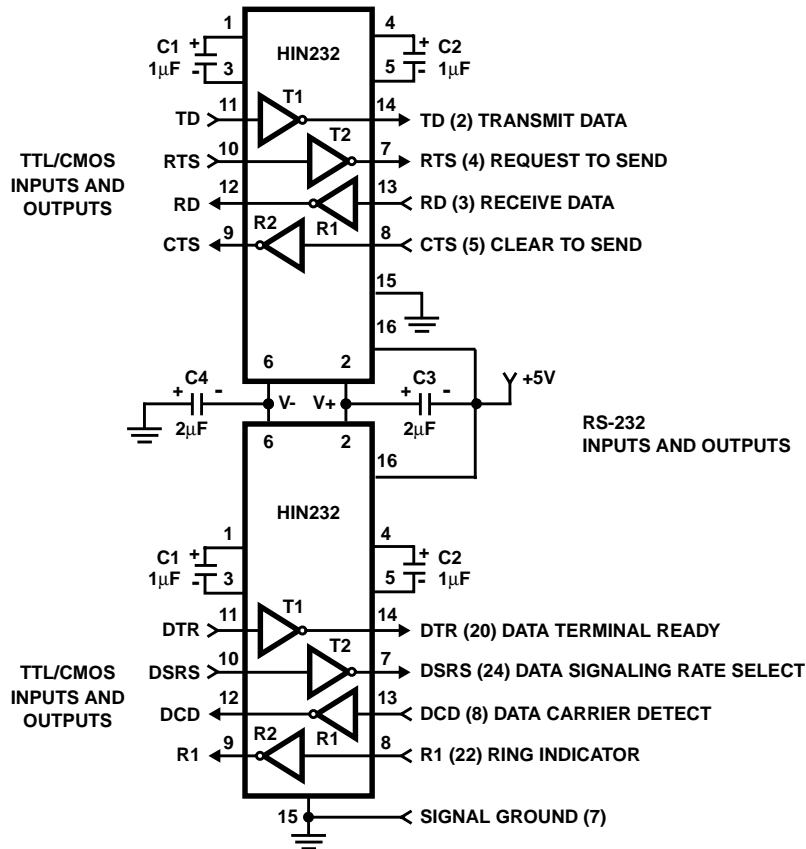 1 4
C1 + HIN232 + C2
1μF - 3 5 - 1μF
T1
TD 11 14 TD (2) TRANSMIT DATA
T2
TTL/CMOS
INPUTS AND
OUTPUTS
RTS 10 7 RTS (4) REQUEST TO SEND
RD 12 13 RD (3) RECEIVE DATA
R2 R1
CTS 9 8 CTS (5) CLEAR TO SEND
15
16
6 2
C4 C3 +5V
+ - V- V+ + -
2μF 2μF
RS-232
INPUTS AND OUTPUTS
6 2
16
HIN232
1 4
C1 + + C2
1μF - 3 5 - 1μF
T1
DTR 11 14 DTR (20) DATA TERMINAL READY
T2
TTL/CMOS
INPUTS AND
OUTPUTS
DSRS 10 7 DSRS (24) DATA SIGNALING RATE SELECT
DCD 12 13 DCD (8) DATA CARRIER DETECT
R2 R1
R1 9 8 R1 (22) RING INDICATOR
15 SIGNAL GROUND (7)